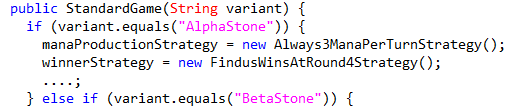 public StandardGame(String variant) {
if (variant.equals("AlphaStone")) {
manaProductionStrategy = new Always3ManaPerTurnStrategy();
winnerStrategy = new FindusWinsAtRound4Strategy();
....;
} else if (variant.equals("BetaStone")) {